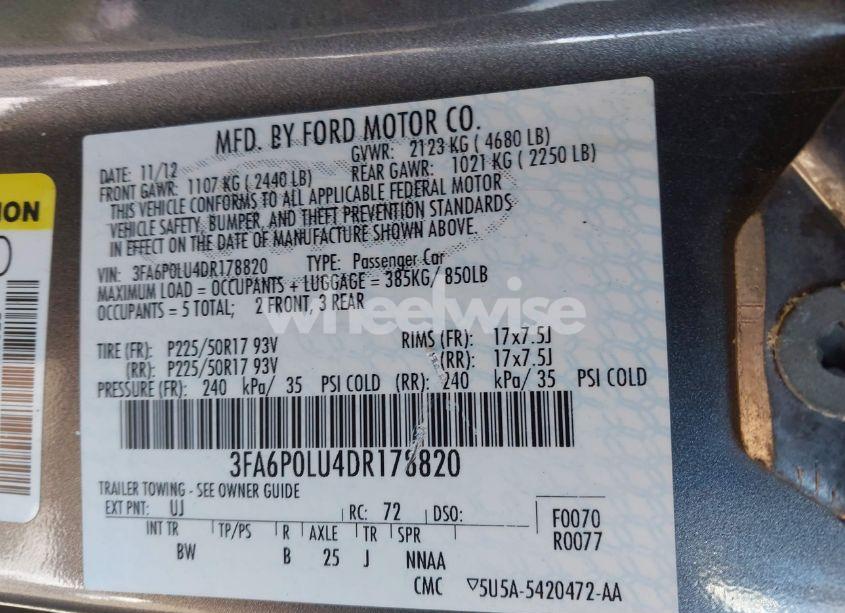 MFD. BY FORD MOTOR CO.
DATE: 11/12 GVWR: 2123 KG ( 4680 LB)
FRONT GAWR: 1107 KG ( 2440 LB) REAR GAWR: 1021 KG ( 2250 LB)
THIS VEHICLE CONFORMS TO ALL APPLICABLE FEDERAL MOTOR
VEHICLE SAFETY, BUMPER, AND THEFT PREVENTION STANDARDS
IN EFFECT ON THE DATE OF MANUFACTURE SHOWN ABOVE.
VIN: 3FA6P0LU4DR178820 TYPE: Passenger Car
MAXIMUM LOAD = OCCUPANTS + LUGGAGE = 385KG/ 850LB
OCCUPANTS = 5 TOTAL; 2 FRONT, 3 REAR
wheelwise
TIRE (FR): P225/50R17 93V RIMS (FR): 17x7.5J
(RR): P225/50R17 93V (RR): 17x7.5J
PRESSURE (FR): 240 kPa/ 35 PSI COLD (RR): 240 kPa/ 35 PSI COLD
3FA6P0LU4DR178820
TRAILER TOWING - SEE OWNER GUIDE
EXT PNT: UJ RC: 72 DSO: F0070
INT TR TP/PS R AXLE TR SPR R0077
BW B 25 J NNAA
CMC ▽5U5A-5420472-AA
ION